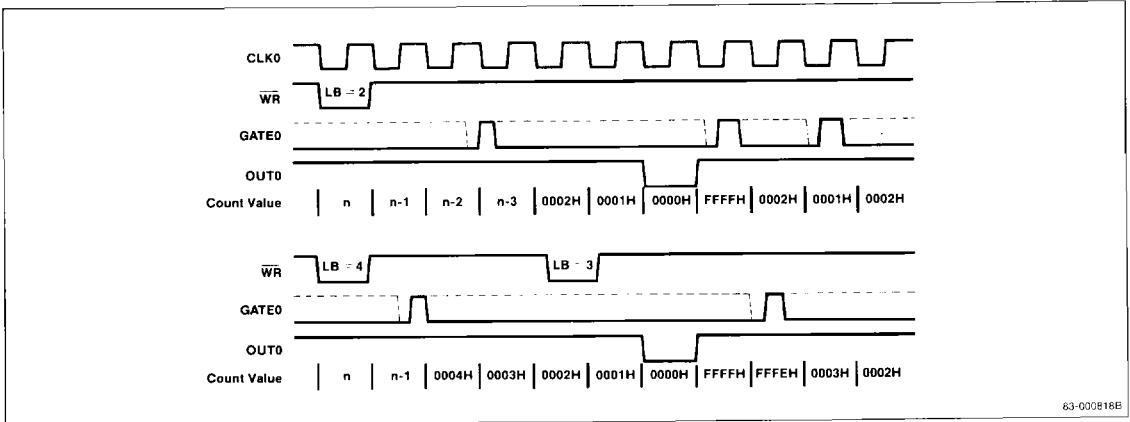 CLK0
WR
LB = 2
GATE0
OUT0
Count Value n n-1 n-2 n-3 0002H 0001H 0000H FFFFH 0002H 0001H 0002H
WR
LB = 4 LB = 3
GATE0
OUT0
Count Value n n-1 0004H 0003H 0002H 0001H 0000H FFFFH FFFEH 0003H 0002H
83-000818B